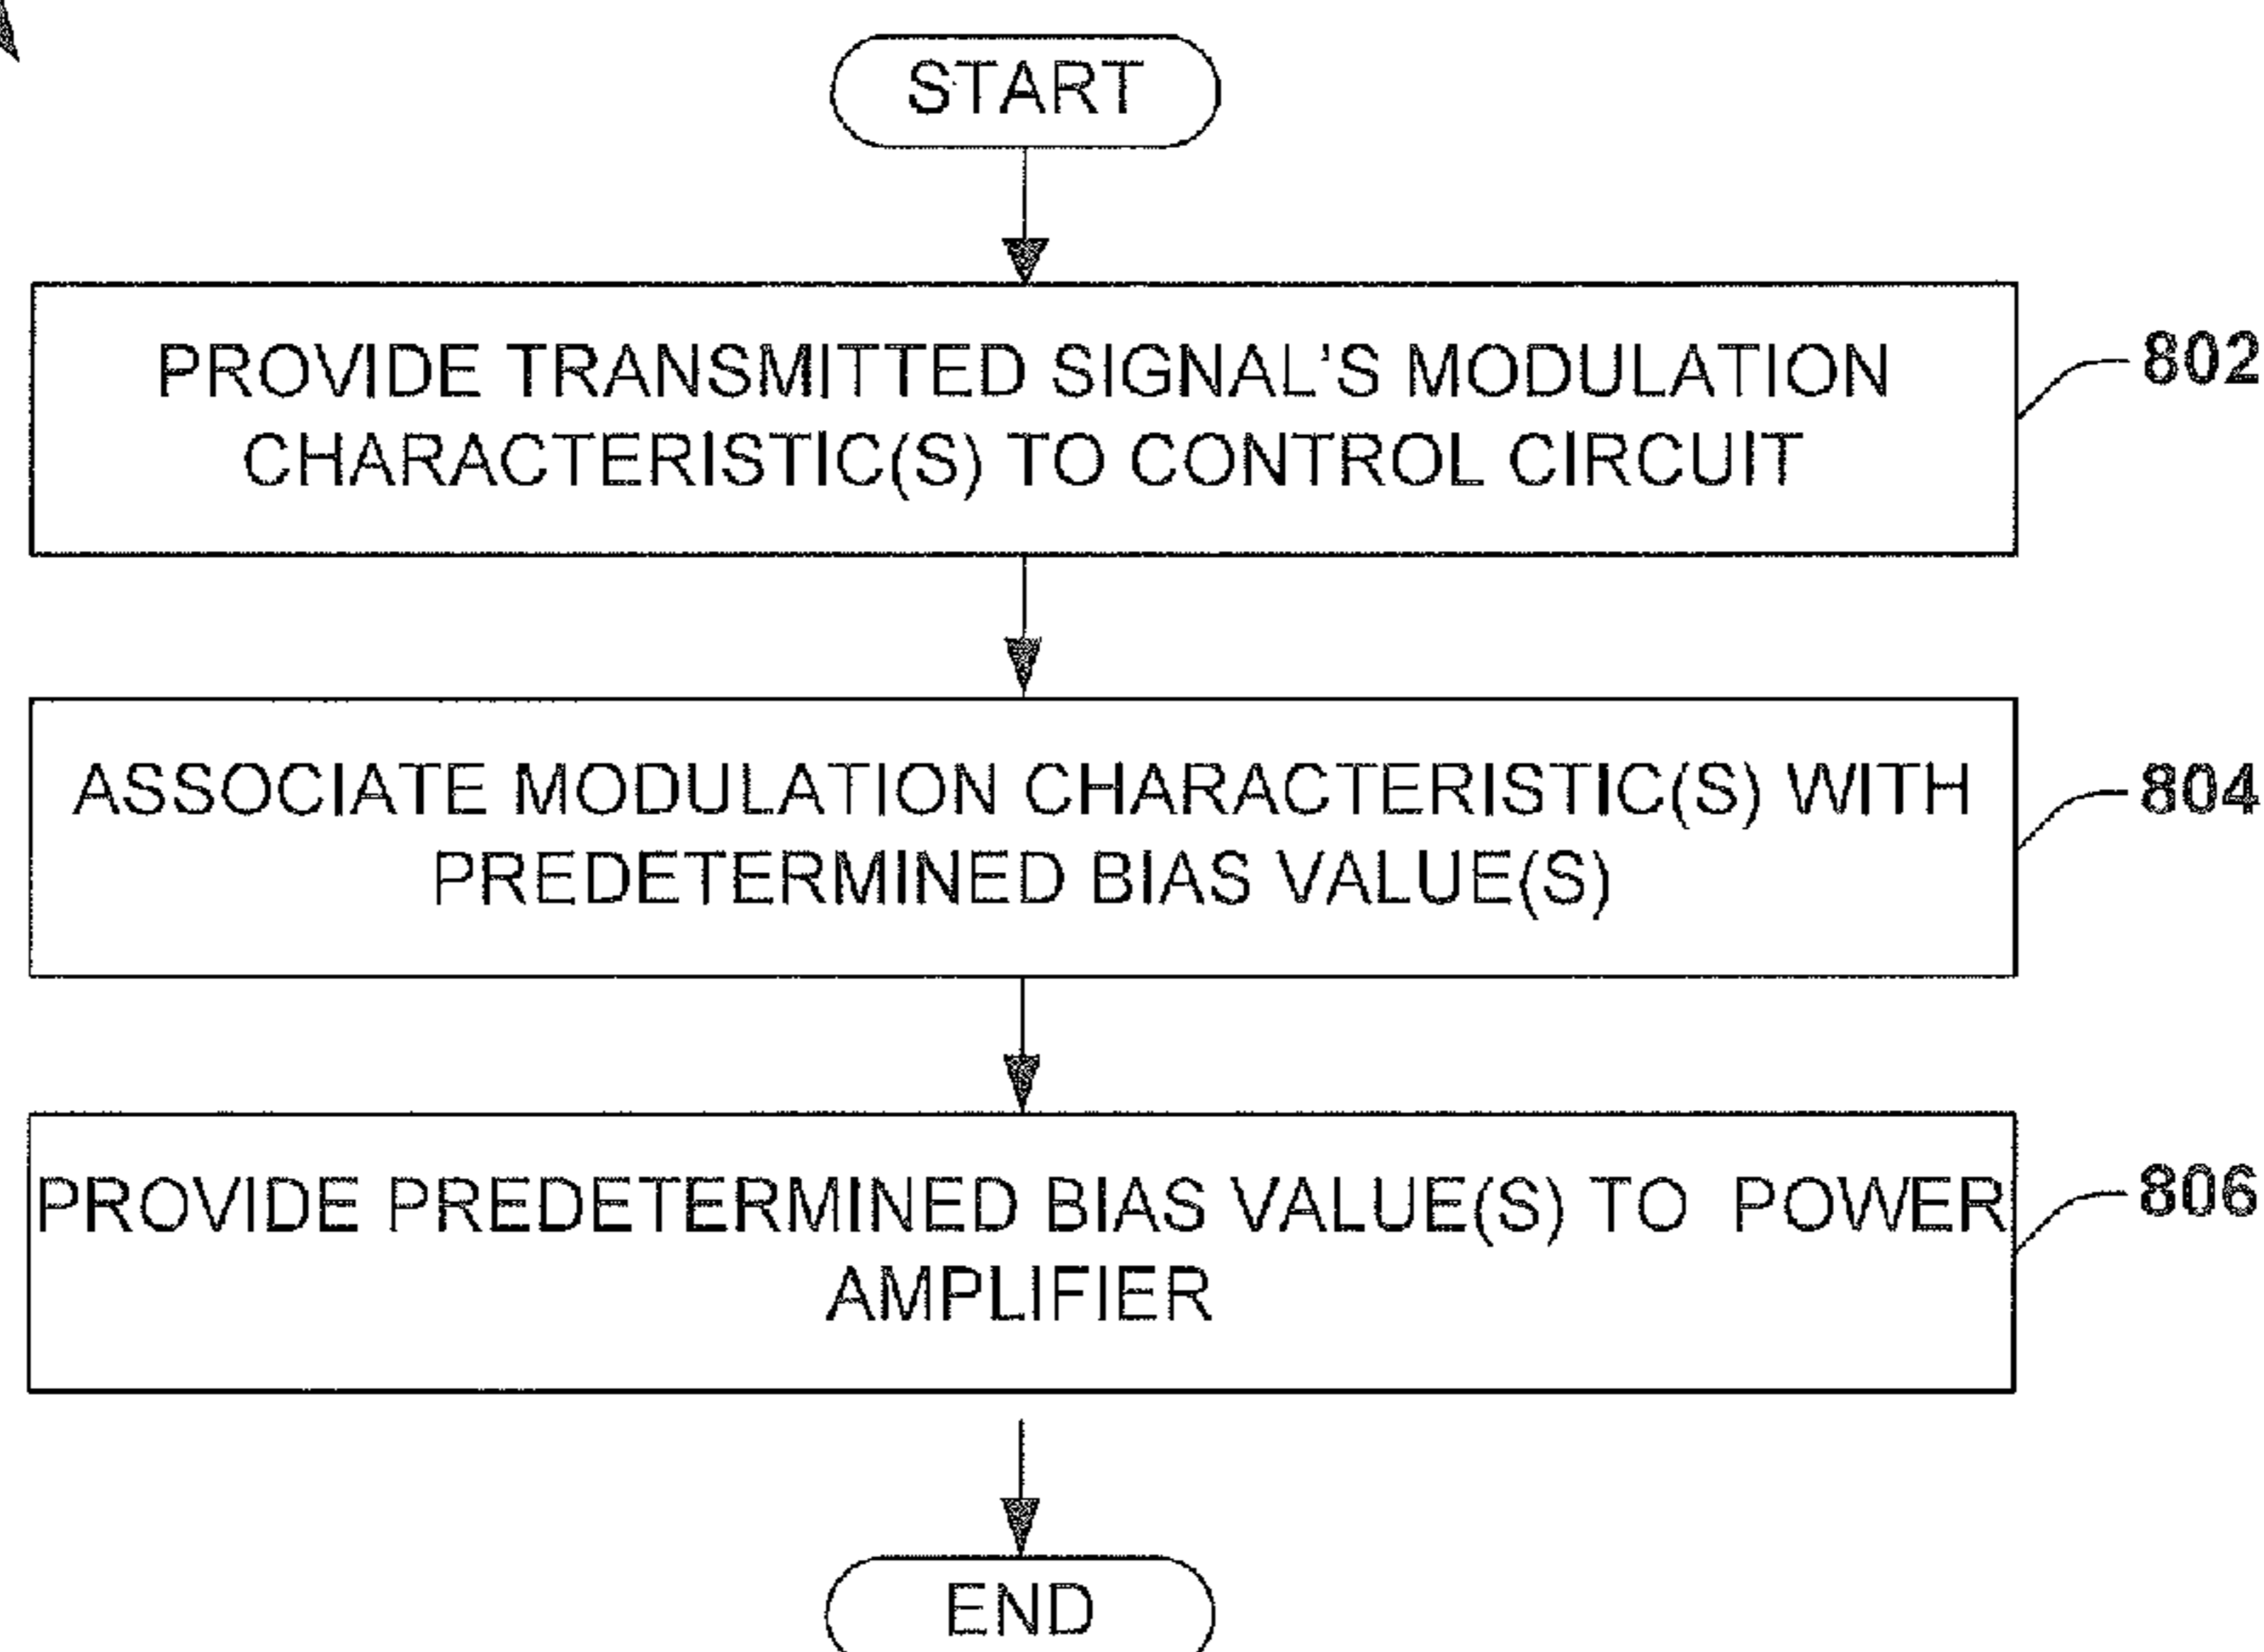 START
PROVIDE TRANSMITTED SIGNAL'S MODULATION
CHARACTERISTIC(S) TO CONTROL CIRCUIT
802
ASSOCIATE MODULATION CHARACTERISTIC(S) WITH
PREDETERMINED BIAS VALUE(S)
804
PROVIDE PREDETERMINED BIAS VALUE(S) TO POWER
AMPLIFIER
806
END